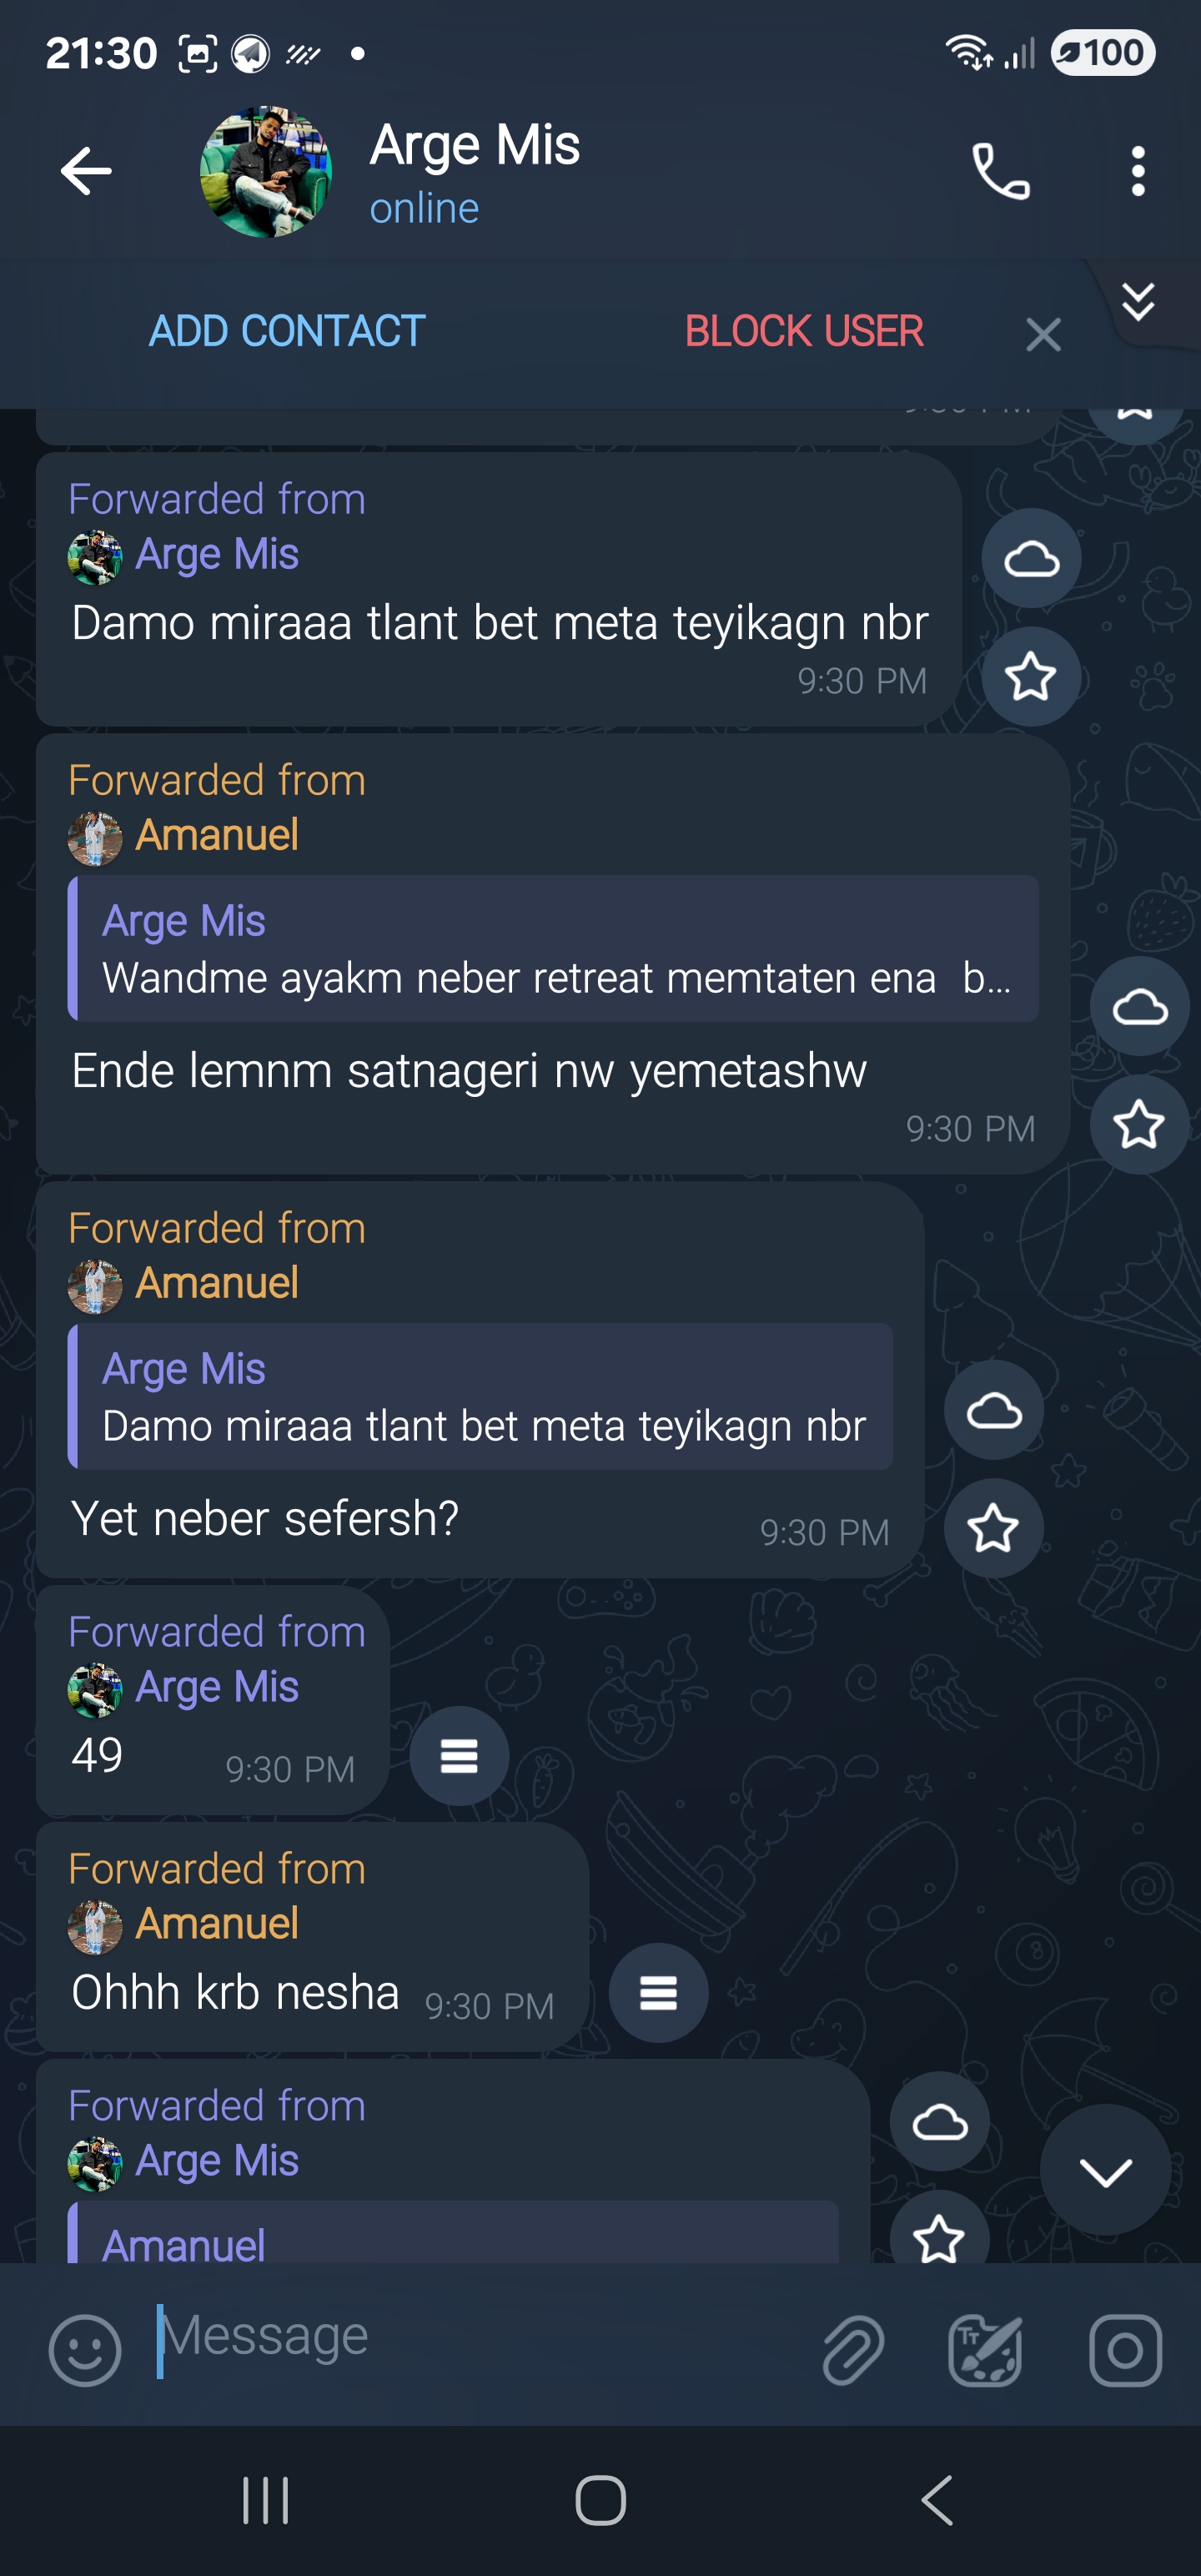 21:30
100
Arge Mis
online
ADD CONTACT
BLOCK USER
Forwarded from
Arge Mis
Damo miraaa tlant bet meta teyikagn nbr
9:30 PM
Forwarded from
Amanuel
Arge Mis
Wandme ayakm neber retreat memtaten ena b...
Ende lemnm satnageri nw yemetashw
9:30 PM
Forwarded from
Amanuel
Arge Mis
Damo miraaa tlant bet meta teyikagn nbr
Yet neber sefersh?
9:30 PM
Forwarded from
Arge Mis
49
9:30 PM
Forwarded from
Amanuel
Ohhh krb nesha
9:30 PM
Forwarded from
Arge Mis
Amanuel
Message